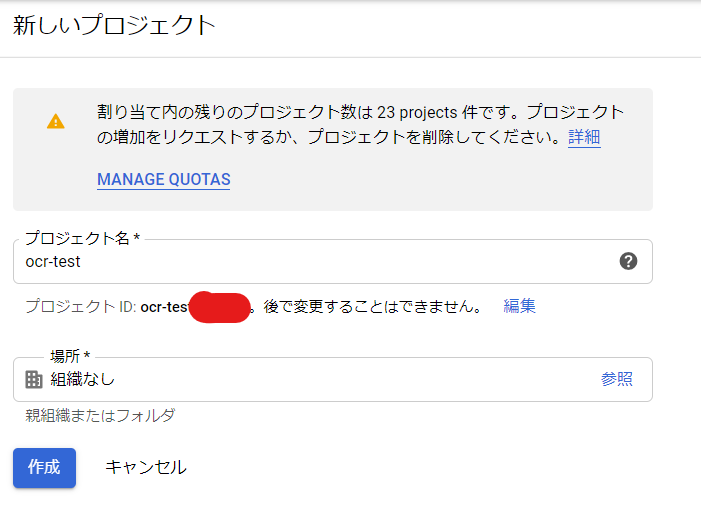 新しいプロジェクト
割り当て内の残りのプロジェクト数は 23 projects 件です。プロジェクト
の増加をリクエストするか、プロジェクトを削除してください。詳細
MANAGE QUOTAS
プロジェクト名 *
ocr-test
プロジェクト ID: ocr-test 。後で変更することはできません。 編集
場所 *
組織なし 参照
親組織またはフォルダ
作成 キャンセル